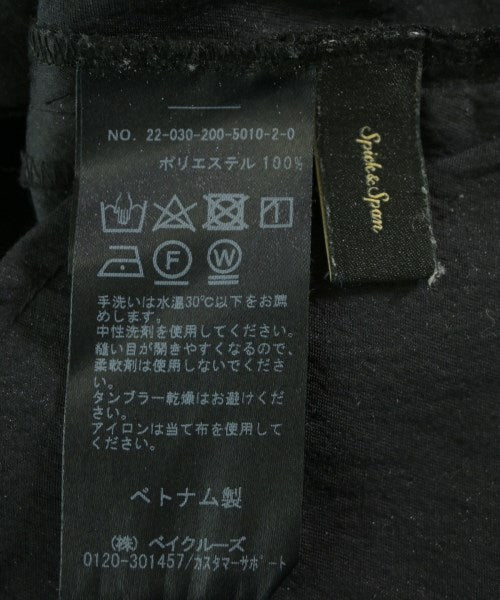 NO. 22-030-200-5010-2-0
ポリエステル 100%
F
W
手洗いは水温30℃以下をお薦
めします。
中性洗剤を使用してください。
縫い目が開きやすくなるので、
柔軟剤は使用しないでくださ
い。
タンブラー乾燥はお避けくだ
さい。
アイロンは当て布を使用して
ください。
ベトナム製
(株) ベイクルーズ
0120-301457/カスタマーサポート
Spick & Span